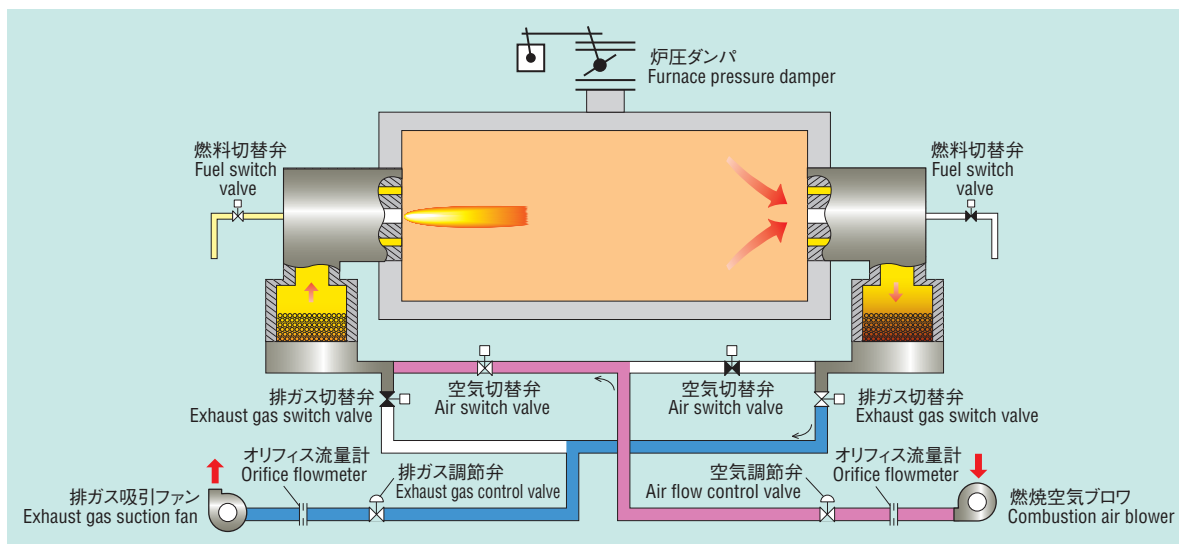 炉圧ダンパ
Furnace pressure damper
燃料切替弁
Fuel switch
valve
燃料切替弁
Fuel switch
valve
排ガス切替弁
Exhaust gas switch valve
空気切替弁
Air switch valve
空気切替弁
Air switch valve
排ガス切替弁
Exhaust gas switch valve
排ガス吸引ファン
Exhaust gas suction fan
オリフィス流量計
Orifice flowmeter
排ガス調節弁
Exhaust gas control valve
空気調節弁
Air flow control valve
オリフィス流量計
Orifice flowmeter
燃焼空気ブロワ
Combustion air blower